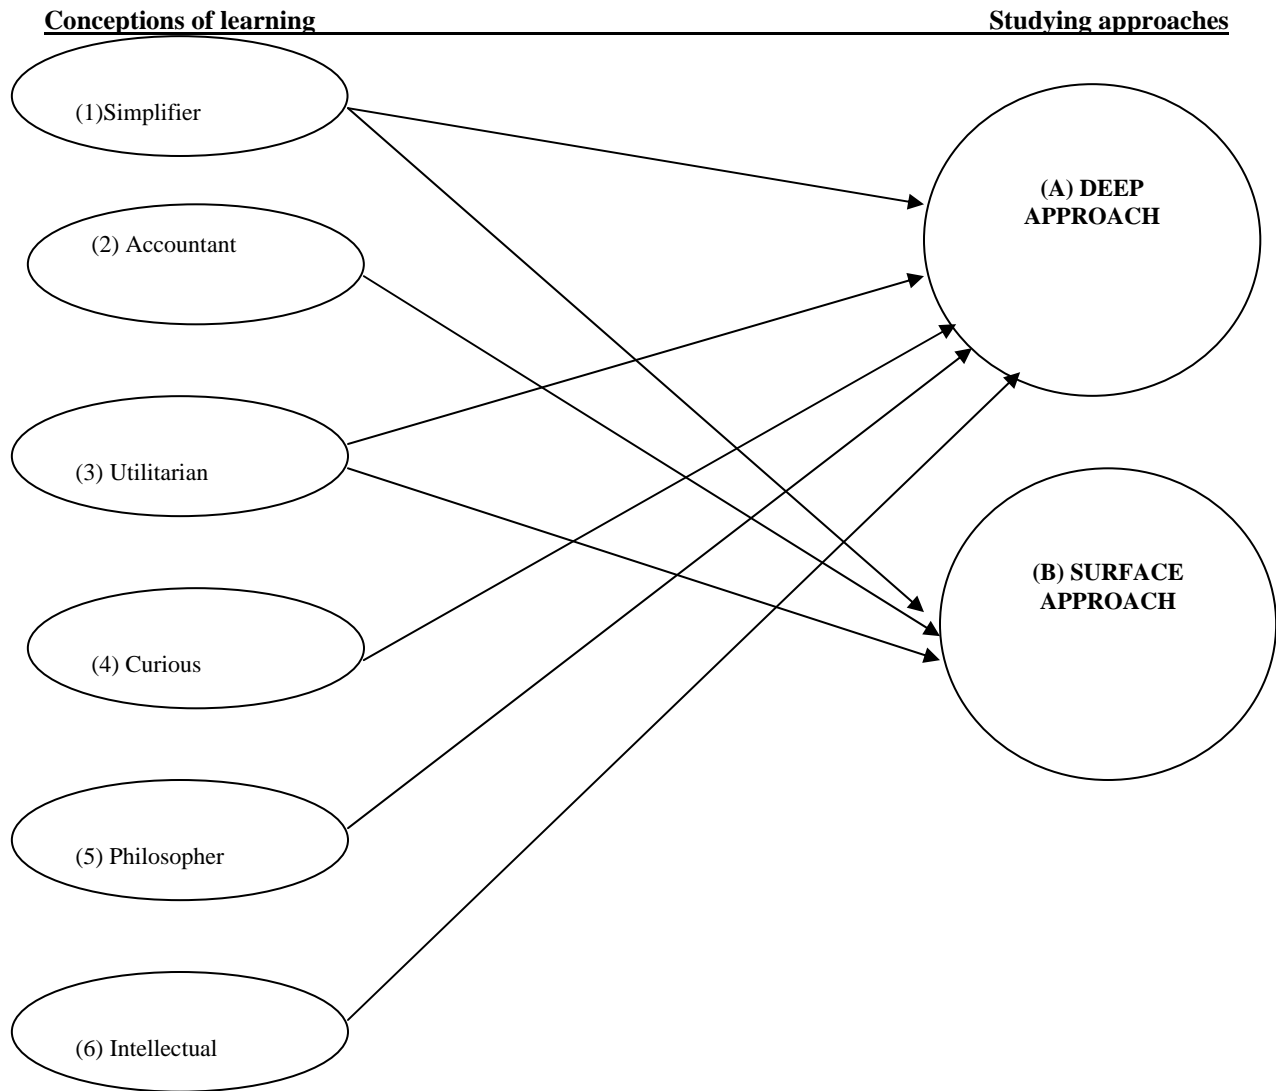 Conceptions of learning Studying approaches
(1)Simplifier
(A) DEEP
APPROACH
(2) Accountant
(3) Utilitarian
(B) SURFACE
APPROACH
(4) Curious
(5) Philosopher
(6) Intellectual